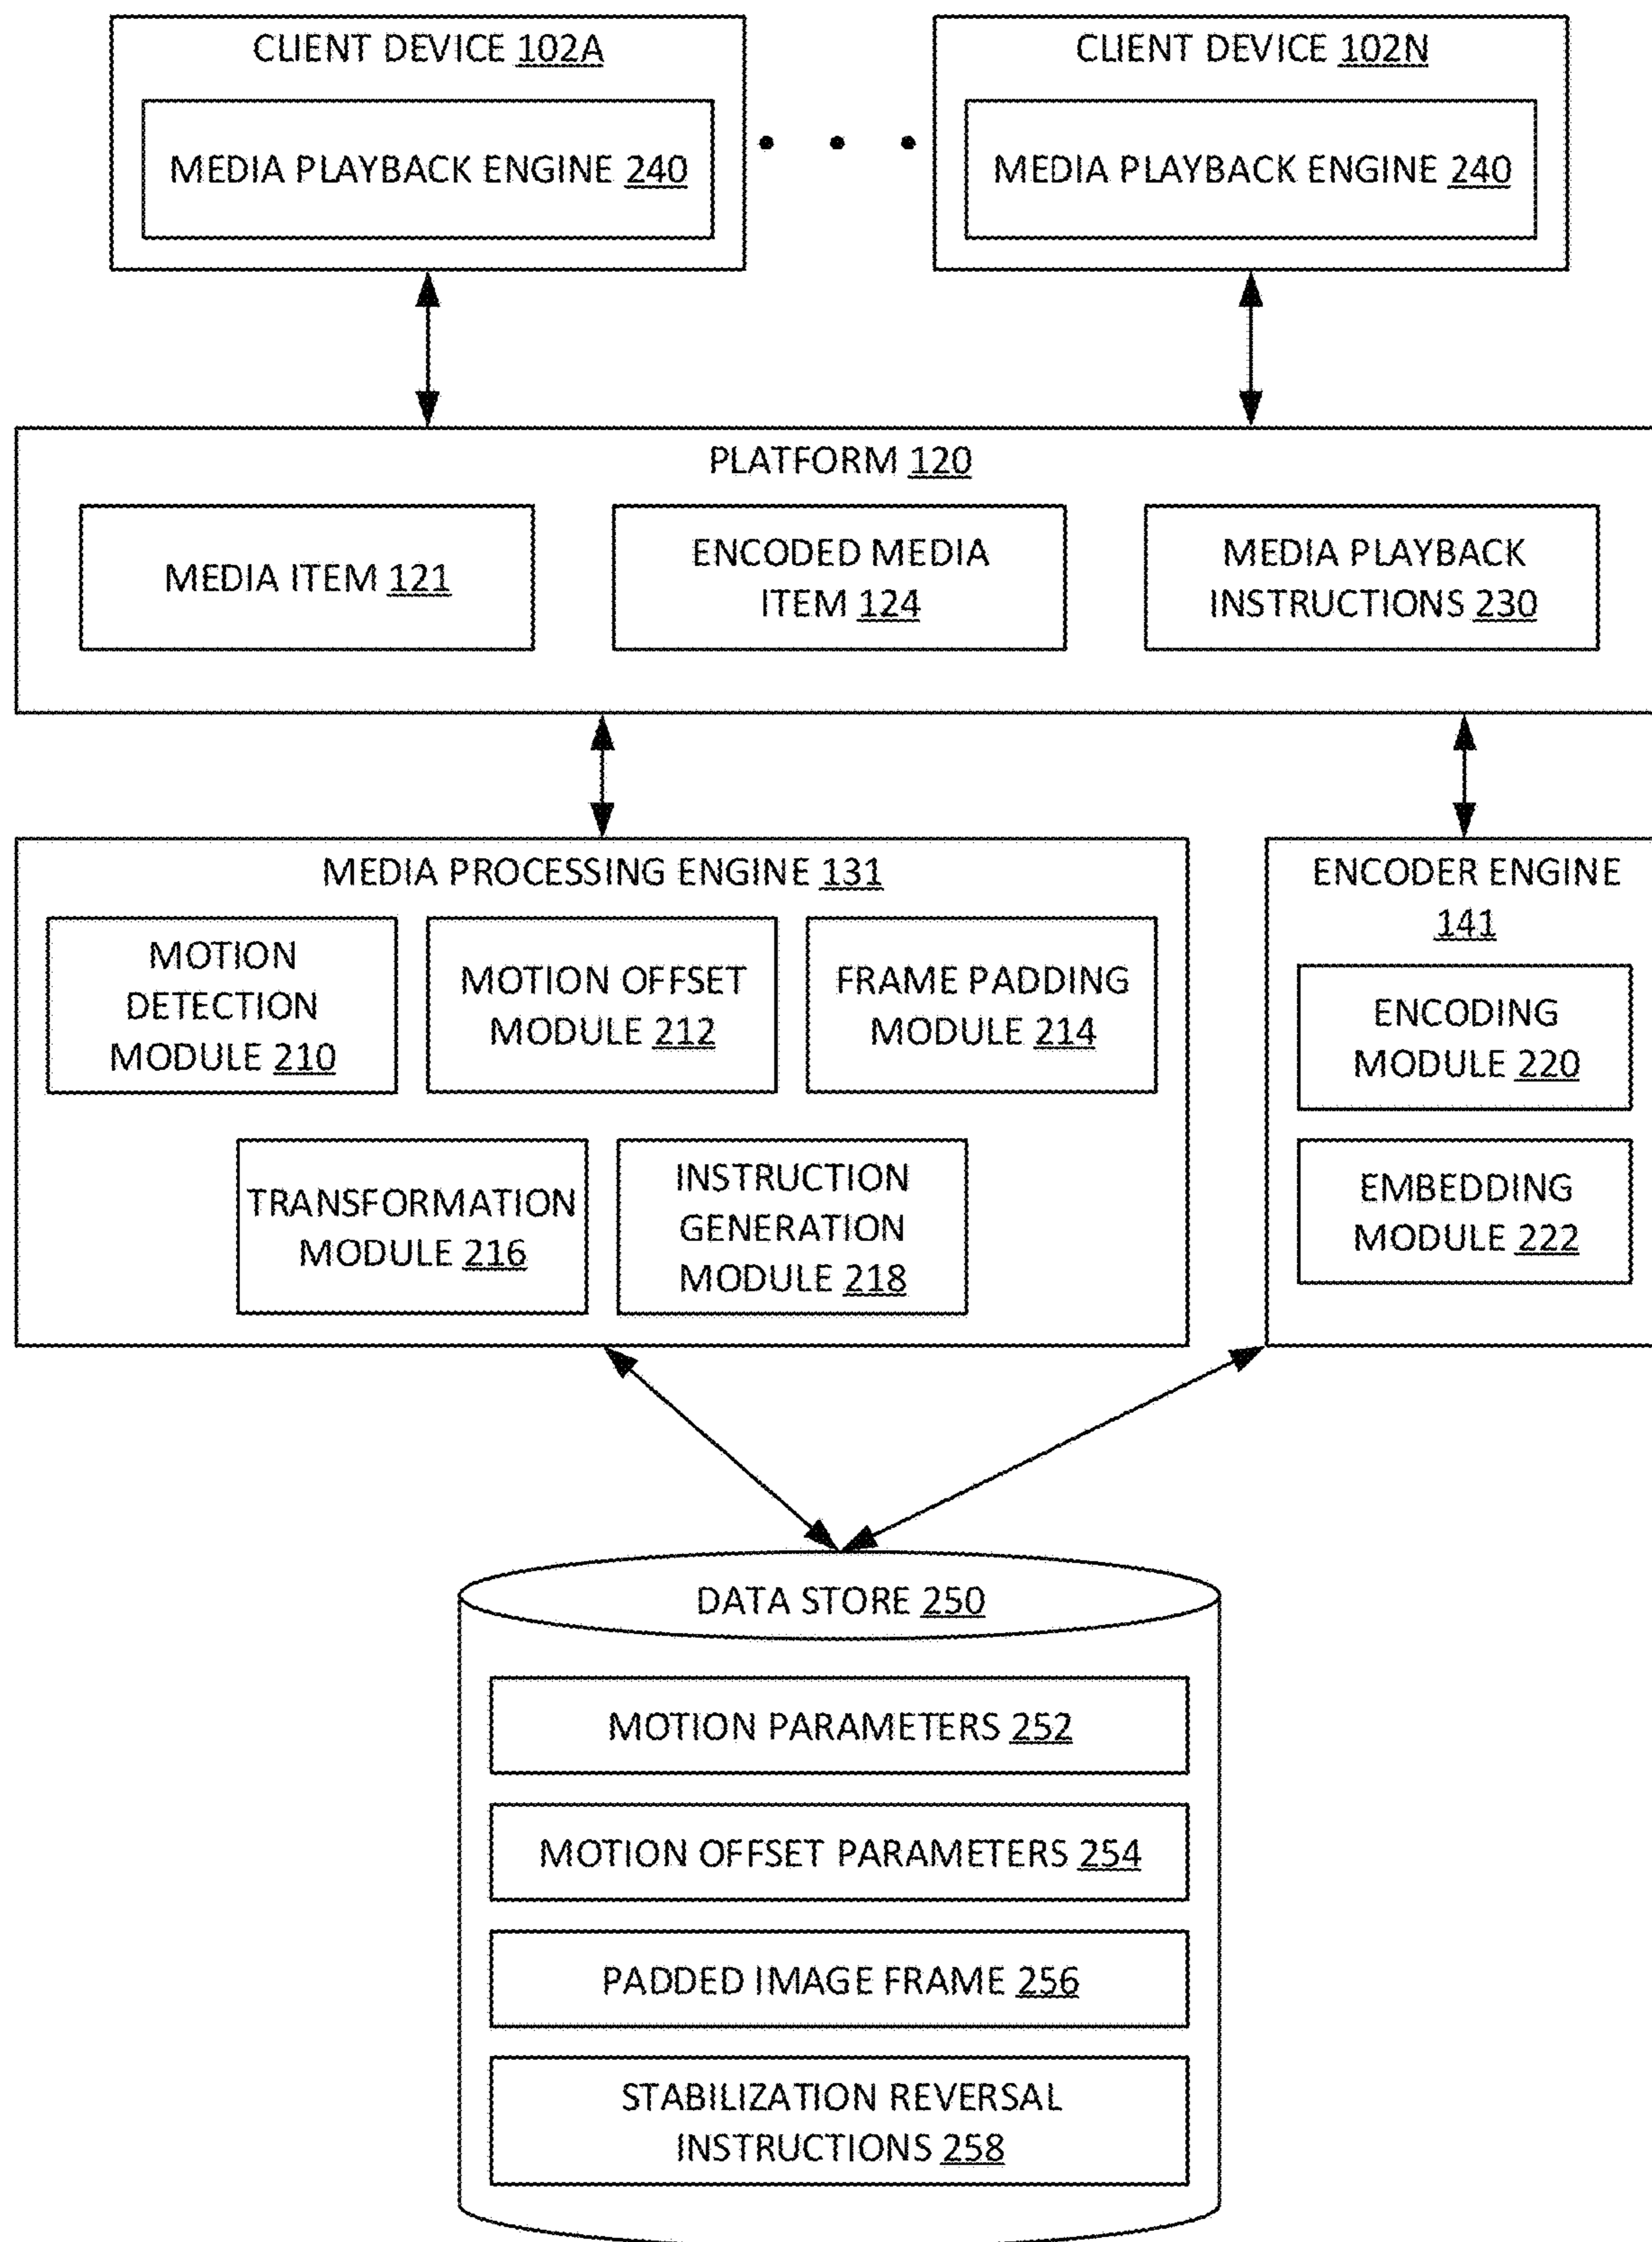 CLIENT DEVICE 102A
MEDIA PLAYBACK ENGINE 240
CLIENT DEVICE 102N
MEDIA PLAYBACK ENGINE 240
PLATFORM 120
MEDIA ITEM 121
ENCODED MEDIA
ITEM 124
MEDIA PLAYBACK
INSTRUCTIONS 230
MEDIA PROCESSING ENGINE 131
MOTION
DETECTION
MODULE 210
MOTION OFFSET
MODULE 212
FRAME PADDING
MODULE 214
TRANSFORMATION
MODULE 216
INSTRUCTION
GENERATION
MODULE 218
ENCODER ENGINE
141
ENCODING
MODULE 220
EMBEDDING
MODULE 222
DATA STORE 250
MOTION PARAMETERS 252
MOTION OFFSET PARAMETERS 254
PADDED IMAGE FRAME 256
STABILIZATION REVERSAL
INSTRUCTIONS 258